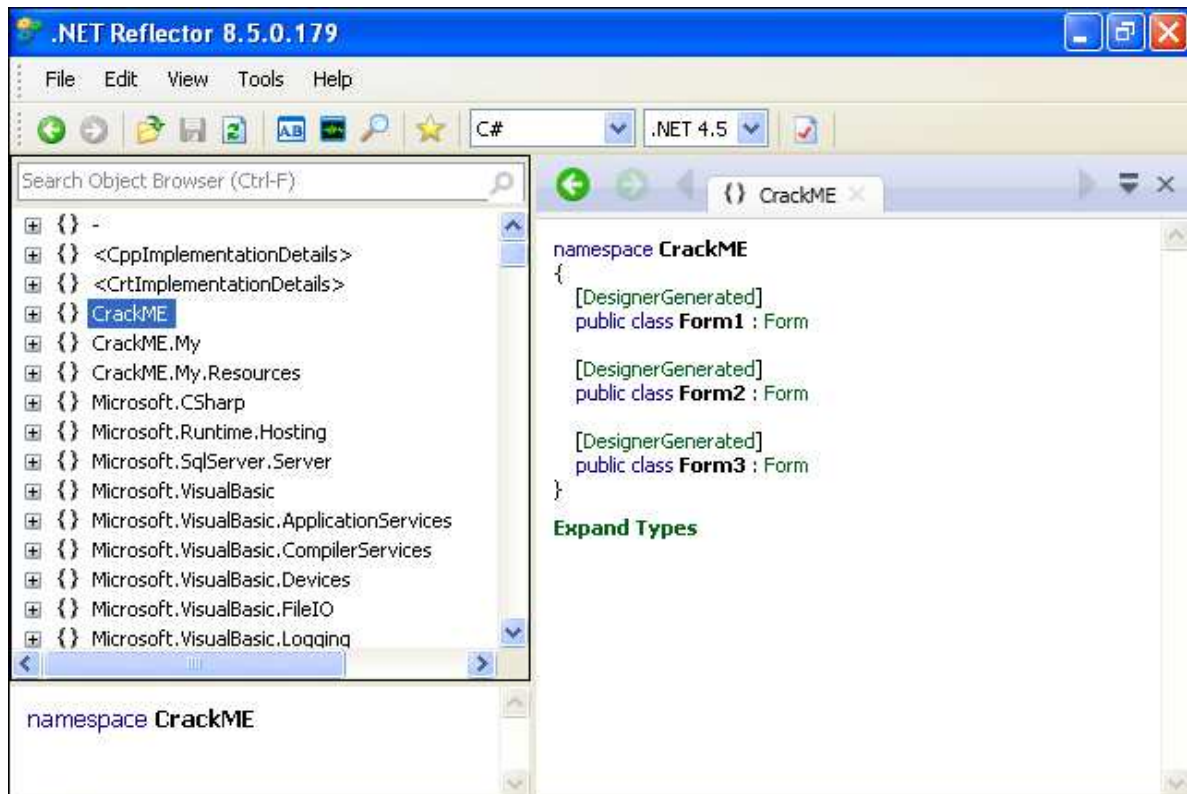 .NET Reflector 8.5.0.179
File Edit View Tools Help
C# .NET 4.5
Search Object Browser (Ctrl-F)
{} -
{} <CppImplementationDetails>
{} <CrtImplementationDetails>
{} CrackME
{} CrackME.My
{} CrackME.My.Resources
{} Microsoft.CSharp
{} Microsoft.Runtime.Hosting
{} Microsoft.SqlServer.Server
{} Microsoft.VisualBasic
{} Microsoft.VisualBasic.ApplicationServices
{} Microsoft.VisualBasic.CompilerServices
{} Microsoft.VisualBasic.Devices
{} Microsoft.VisualBasic.FileIO
{} Microsoft.VisualBasic.Logging
namespace CrackME
{} CrackME
namespace CrackME
{
[DesignerGenerated]
public class Form1 : Form
[DesignerGenerated]
public class Form2 : Form
[DesignerGenerated]
public class Form3 : Form
}
Expand Types